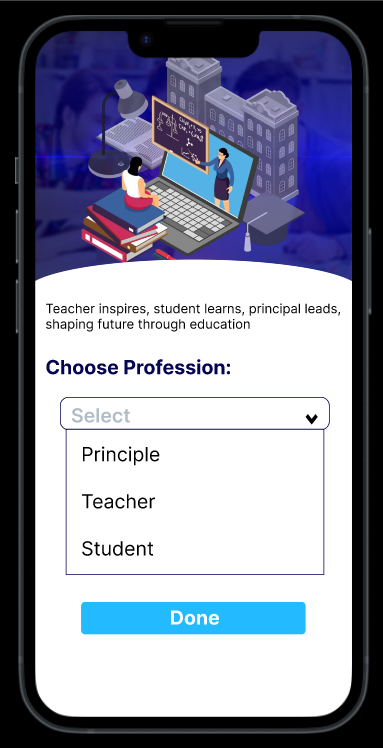 Teacher inspires, student learns, principal leads,
shaping future through education
Choose Profession:
Select
Principle
Teacher
Student
Done